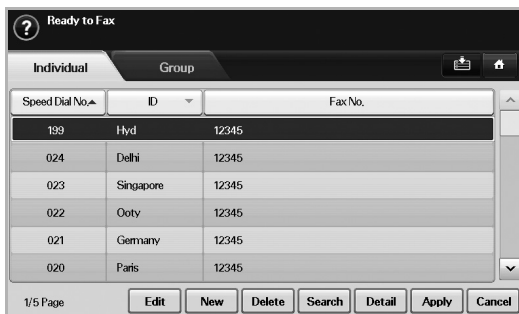 ? Ready to Fax
Individual Group
Speed Dial No. ID Fax No.
199 Hyd 12345
024 Delhi 12345
023 Singapore 12345
022 Ooty 12345
021 Germany 12345
020 Paris 12345
1/5 Page Edit New Delete Search Detail Apply Cancel